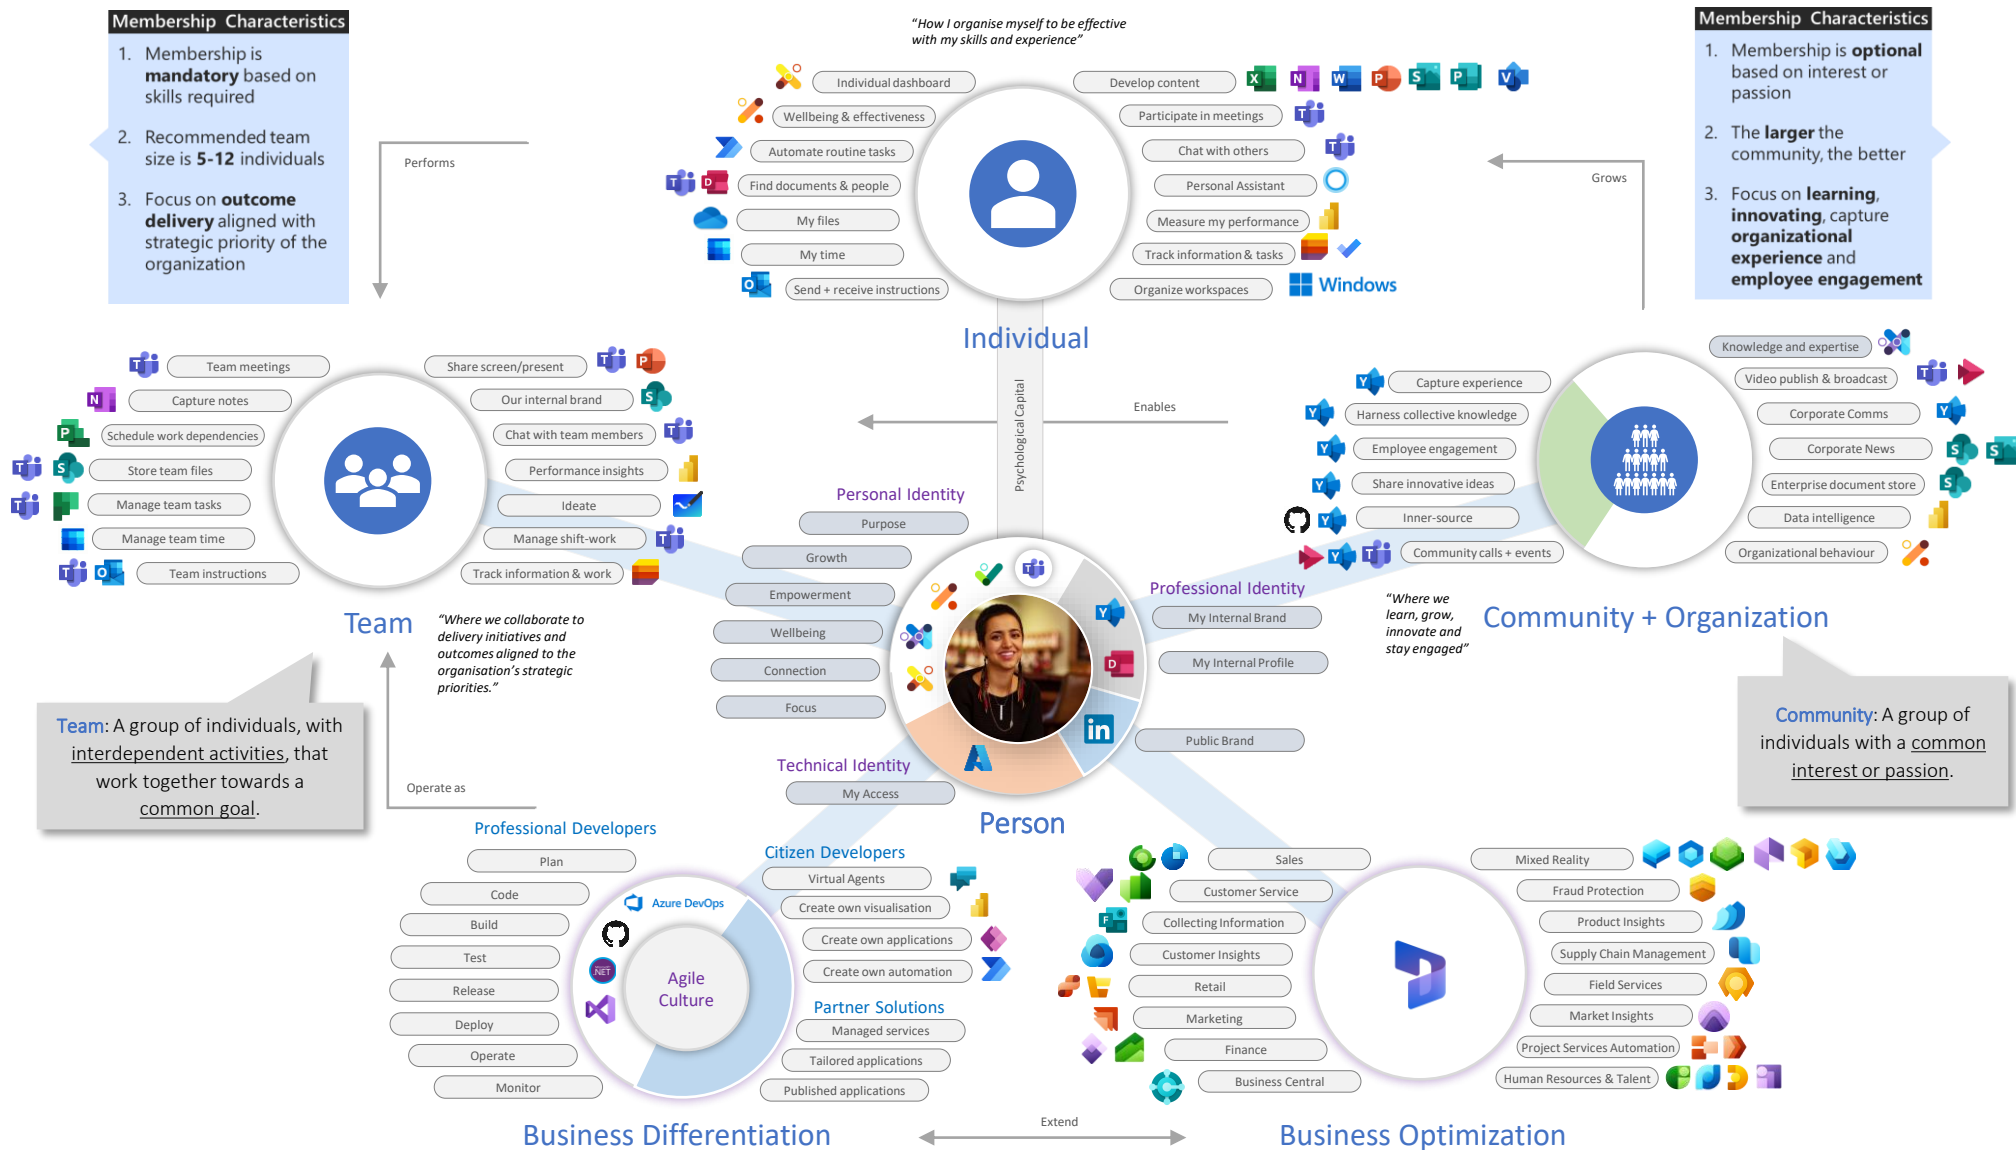 Membership Characteristics
1. Membership is
mandatory based on
skills required
2. Recommended team
size is 5-12 individuals
3. Focus on outcome
delivery aligned with
strategic priority of the
organization
"How I organise myself to be effective
with my skills and experience"
Individual dashboard
Wellbeing & effectiveness
Automate routine tasks
Find documents & people
My files
My time
Send + receive instructions
Develop content
Participate in meetings
Chat with others
Personal Assistant
Measure my performance
Track information & tasks
Organize workspaces
Windows
Individual
Membership Characteristics
1. Membership is optional
based on interest or
passion
2. The larger the
community, the better
3. Focus on learning,
innovating, capture
organizational
experience and
employee engagement
Performs
Grows
Enables
Psychological Capital
Team meetings
Capture notes
Schedule work dependencies
Store team files
Manage team tasks
Manage team time
Team instructions
Share screen/present
Our internal brand
Chat with team members
Performance insights
Ideate
Manage shift-work
Track information & work
Team
"Where we collaborate to
delivery initiatives and
outcomes aligned to the
organisation's strategic
priorities."
Team: A group of individuals, with
interdependent activities, that
work together towards a
common goal.
Operate as
Capture experience
Harness collective knowledge
Employee engagement
Share innovative ideas
Inner-source
Community calls + events
Knowledge and expertise
Video publish & broadcast
Corporate Comms
Corporate News
Enterprise document store
Data intelligence
Organizational behaviour
"Where we
learn, grow,
innovate and
stay engaged"
Community + Organization
Community: A group of
individuals with a common
interest or passion.
Personal Identity
Purpose
Growth
Empowerment
Wellbeing
Connection
Focus
Professional Identity
My Internal Brand
My Internal Profile
Public Brand
Technical Identity
My Access
Person
Professional Developers
Plan
Code
Build
Test
Release
Deploy
Operate
Monitor
Azure DevOps
.NET
Agile
Culture
Citizen Developers
Virtual Agents
Create own visualisation
Create own applications
Create own automation
Partner Solutions
Managed services
Tailored applications
Published applications
Business Differentiation
Extend
Sales
Customer Service
Collecting Information
Customer Insights
Retail
Marketing
Finance
Business Central
Mixed Reality
Fraud Protection
Product Insights
Supply Chain Management
Field Services
Market Insights
Project Services Automation
Human Resources & Talent
Business Optimization